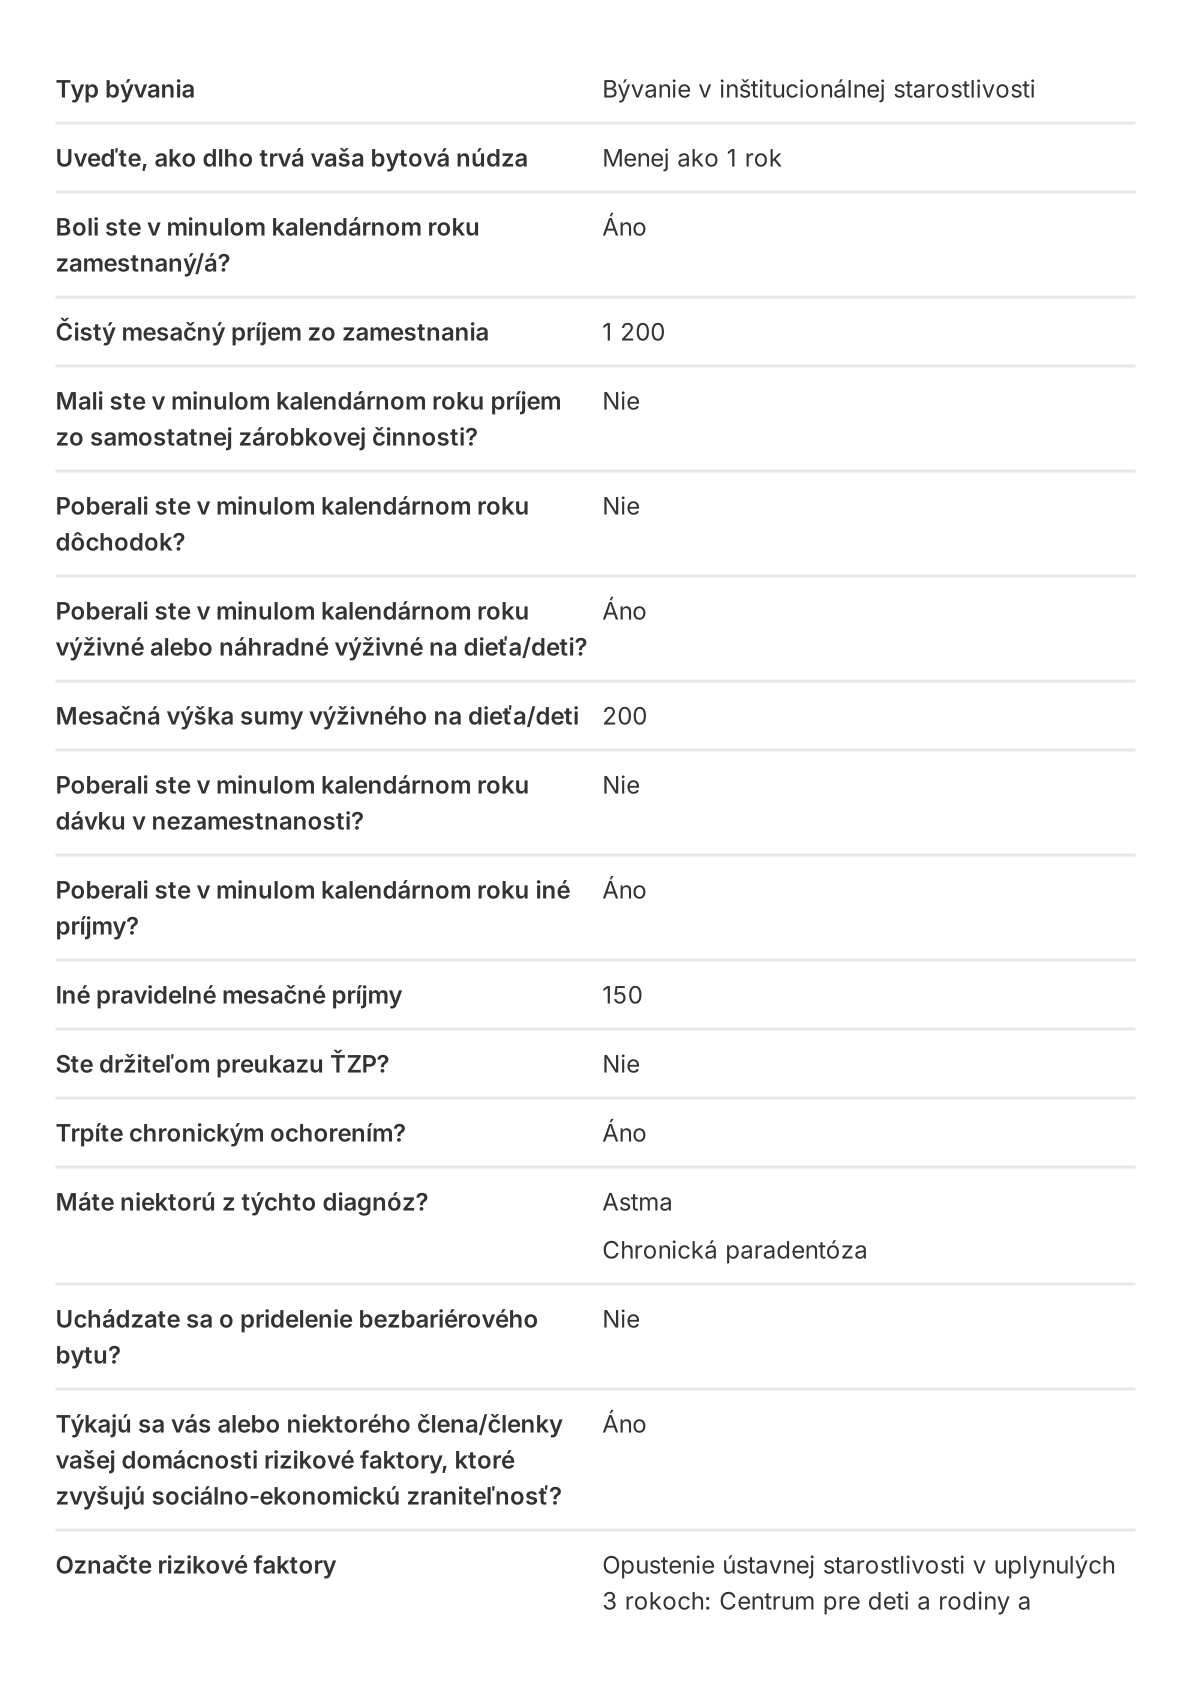 Typ bývania
Bývanie v inštitucionálnej starostlivosti
Uveďte, ako dlho trvá vaša bytová núdza
Menej ako 1 rok
Boli ste v minulom kalendárnom roku
zamestnaný/á?
Áno
Čistý mesačný príjem zo zamestnania
1 200
Mali ste v minulom kalendárnom roku príjem
zo samostatnej zárobkovej činnosti?
Nie
Poberali ste v minulom kalendárnom roku
dôchodok?
Nie
Poberali ste v minulom kalendárnom roku
výživné alebo náhradné výživné na dieťa/deti?
Áno
Mesačná výška sumy výživného na dieťa/deti
200
Poberali ste v minulom kalendárnom roku
dávku v nezamestnanosti?
Nie
Poberali ste v minulom kalendárnom roku iné
príjmy?
Áno
Iné pravidelné mesačné príjmy
150
Ste držiteľom preukazu ŤZP?
Nie
Trpíte chronickým ochorením?
Áno
Máte niektorú z týchto diagnóz?
Astma
Chronická paradentóza
Uchádzate sa o pridelenie bezbariérového
bytu?
Nie
Týkajú sa vás alebo niektorého člena/členky
vašej domácnosti rizikové faktory, ktoré
zvyšujú sociálno-ekonomickú zraniteľnosť?
Áno
Označte rizikové faktory
Opustenie ústavnej starostlivosti v uplynulých
3 rokoch: Centrum pre deti a rodiny a